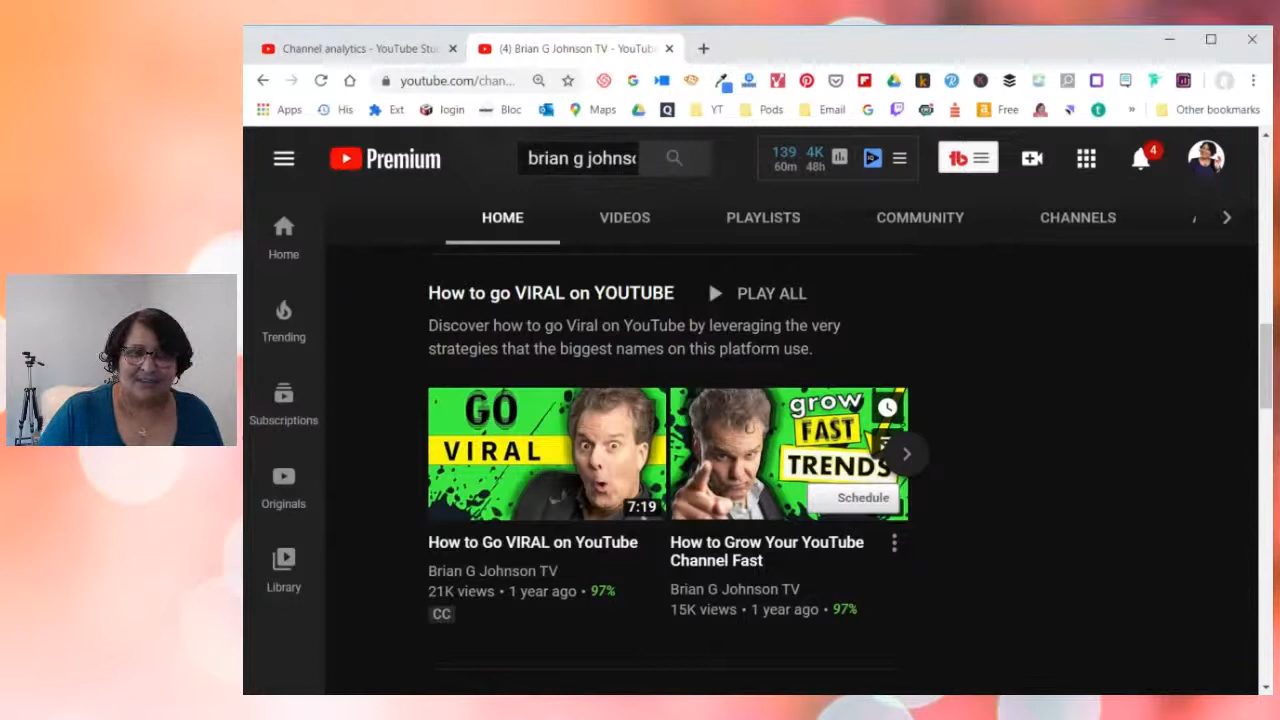 Channel analytics - YouTube Stu
(4) Brian G Johnson TV - YouTube
youtube.com/chan...
Apps
His
Ext
login
Bloc
Maps
YT
Pods
Email
Free
»
Other bookmarks
Premium
brian g johnso
139 4K
60m 48h
4
HOME
VIDEOS
PLAYLISTS
COMMUNITY
CHANNELS
Home
Trending
Subscriptions
Originals
Library
How to go VIRAL on YOUTUBE
PLAY ALL
Discover how to go Viral on YouTube by leveraging the very
strategies that the biggest names on this platform use.
GO
VIRAL
7:19
grow
FAST
TRENDS
Schedule
How to Go VIRAL on YouTube
Brian G Johnson TV
21K views • 1 year ago • 97%
CC
How to Grow Your YouTube
Channel Fast
Brian G Johnson TV
15K views • 1 year ago • 97%